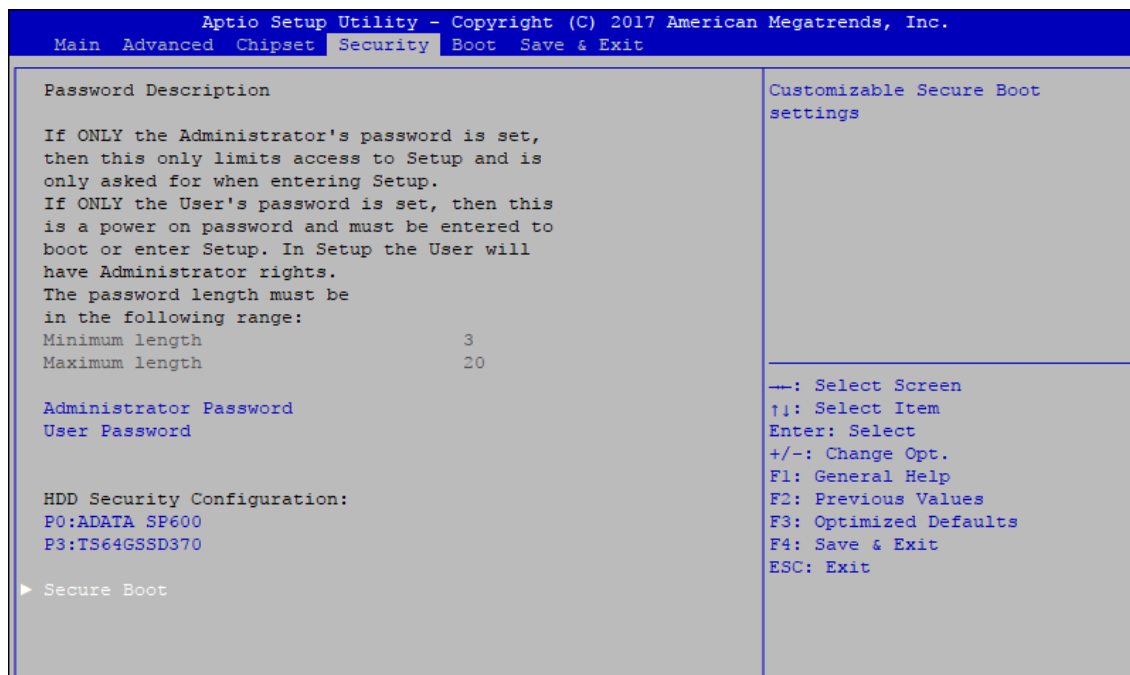 Aptio Setup Utility – Copyright (C) 2017 American Megatrends, Inc.
Main Advanced Chipset Security Boot Save & Exit
Password Description
If ONLY the Administrator's password is set,
then this only limits access to Setup and is
only asked for when entering Setup.
If ONLY the User's password is set, then this
is a power on password and must be entered to
boot or enter Setup. In Setup the User will
have Administrator rights.
The password length must be
in the following range:
Minimum length 3
Maximum length 20
Administrator Password
User Password
HDD Security Configuration:
P0:ADATA SP600
P3:TS64GSSD370
► Secure Boot
Customizable Secure Boot
settings
→←: Select Screen
↑↓: Select Item
Enter: Select
+/-: Change Opt.
F1: General Help
F2: Previous Values
F3: Optimized Defaults
F4: Save & Exit
ESC: Exit